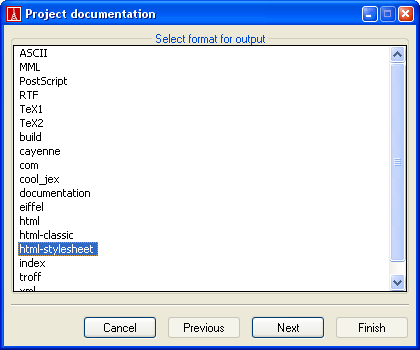 Project documentation
Select format for output
ASCII
MML
PostScript
RTF
TeX1
TeX2
build
cayenne
com
cool_jex
documentation
eiffel
html
html-classic
html-stylesheet
index
troff
xml
Cancel Previous Next Finish